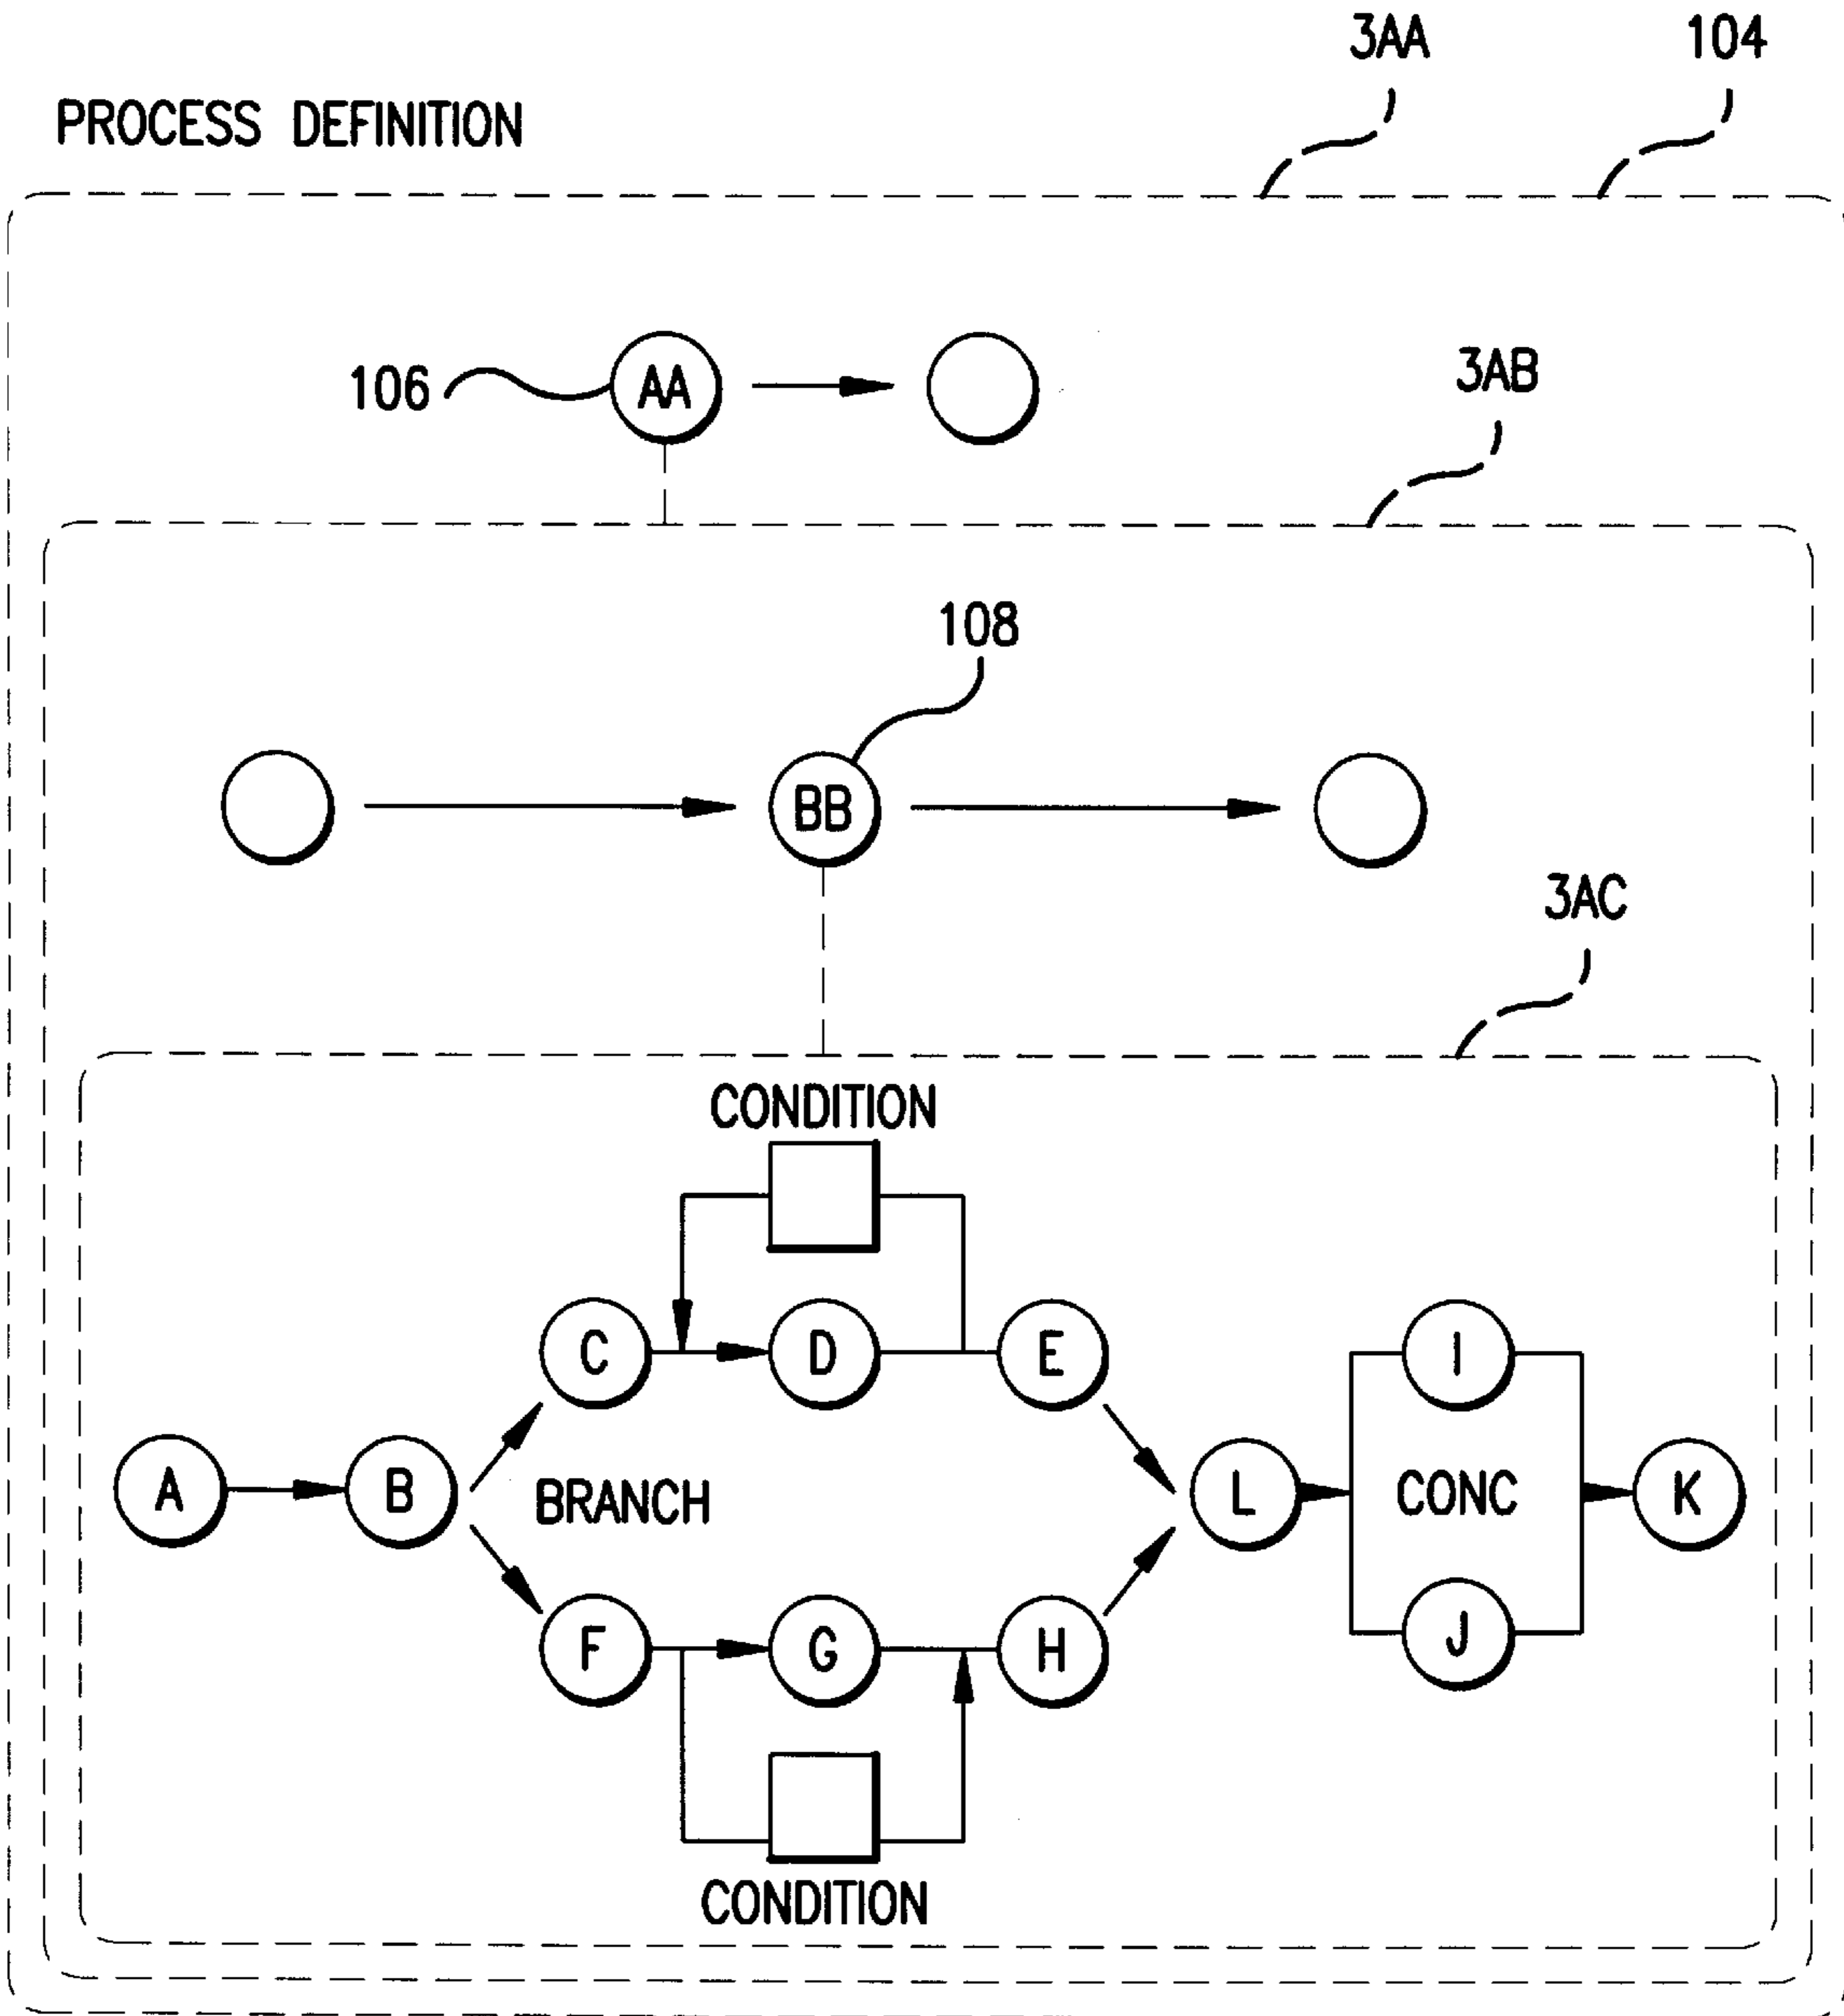 3AA 104
PROCESS DEFINITION
106 AA
3AB
108
BB
3AC
CONDITION
C D E I
A B BRANCH L CONC K
F G H J
CONDITION